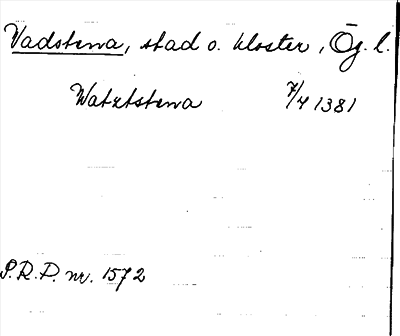 Vadstena, stad o. kloster, Ög. l.
Watztstena 7/4 1381
S.R.P. nr. 1572